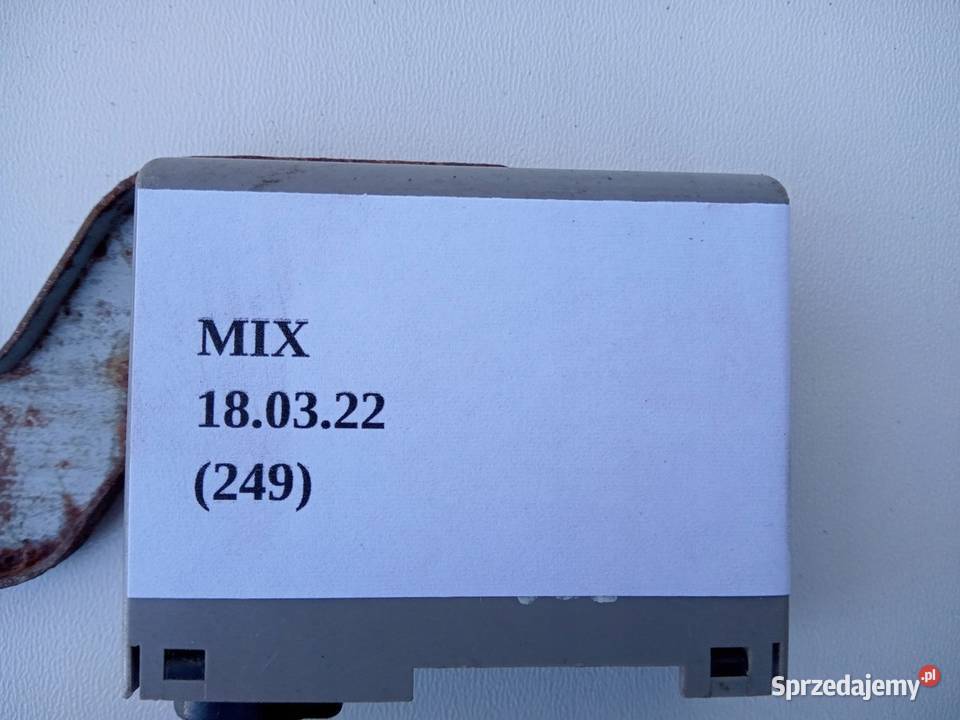 MIX
18.03.22
(249)
Sprzedajemy.pl